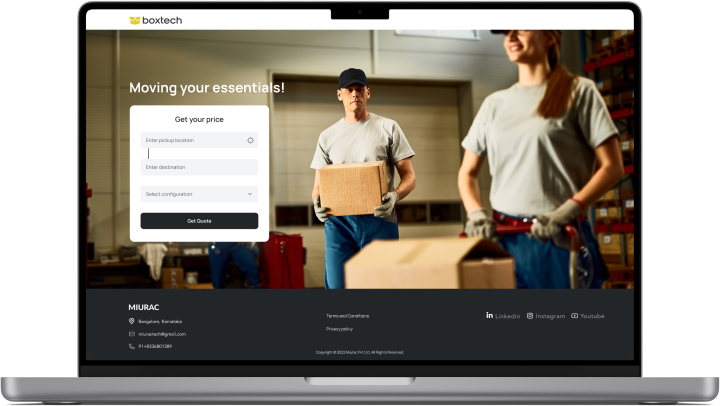 boxtech
Moving your essentials!
Get your price
Enter pickup location
Enter destination
Select configuration
Get Quote
MIURAC
Bangalore, Karnataka
miuractech@gmail.com
91+8336801389
Terms and Conditions
Privacy policy
Linkedin
Instagram
Youtube
Copyright © 2023 Miurac Pvt Ltd. All Rights Reserved.